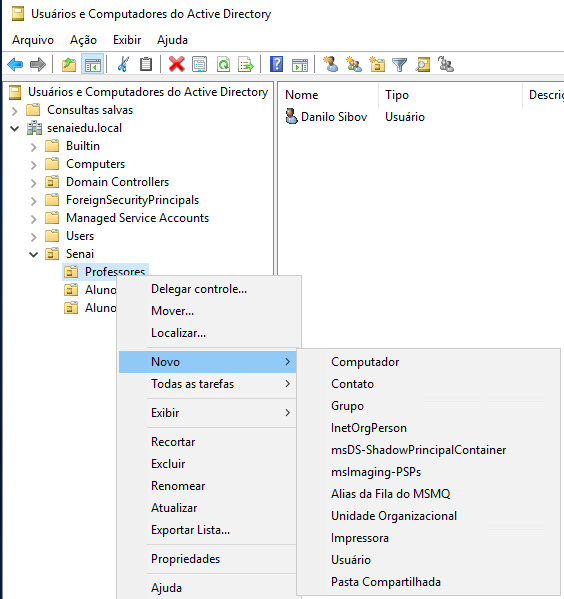 Usuários e Computadores do Active Directory
Arquivo Ação Exibir Ajuda
Usuários e Computadores do Active Directory
Consultas salvas
senaiedu.local
Builtin
Computers
Domain Controllers
ForeignSecurityPrincipals
Managed Service Accounts
Users
Senai
Professores
Aluno
Aluno
Nome Tipo Descriç
Danilo Sibov Usuário
Delegar controle...
Mover...
Localizar...
Novo
Todas as tarefas
Exibir
Recortar
Excluir
Renomear
Atualizar
Exportar Lista...
Propriedades
Ajuda
Computador
Contato
Grupo
InetOrgPerson
msDS-ShadowPrincipalContainer
msImaging-PSPs
Alias da Fila do MSMQ
Unidade Organizacional
Impressora
Usuário
Pasta Compartilhada